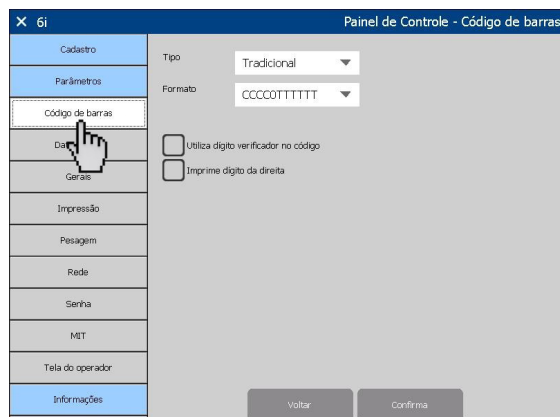 6i
Painel de Controle - Código de barras
Cadastro
Parâmetros
Código de barras
Gerais
Impressão
Pesagem
Rede
Senha
MIT
Tela do operador
Informações
Tipo
Tradicional
Formato
CCCC0TTTTTT
Utiliza dígito verificador no código
Imprime dígito da direita
Voltar
Confirma